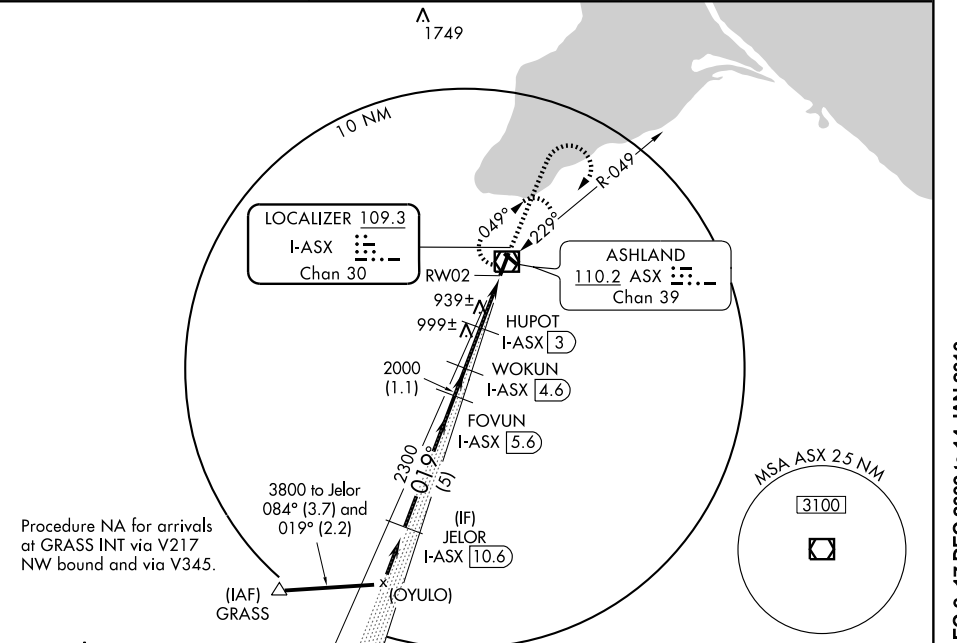 1749
10 NM
R-049
049°
229°
LOCALIZER 109.3
I-ASX
Chan 30
ASHLAND
110.2 ASX
Chan 39
RW02
939±
999±
HUPOT
I-ASX 3
2000
(1.1)
WOKUN
I-ASX 4.6
FOVUN
I-ASX 5.6
2300
019°
(5)
3800 to Jelor
084° (3.7) and
019° (2.2)
(IF)
JELOR
I-ASX 10.6
Procedure NA for arrivals
at GRASS INT via V217
NW bound and via V345.
(IAF)
GRASS
(OYULO)
MSA ASX 25 NM
3100